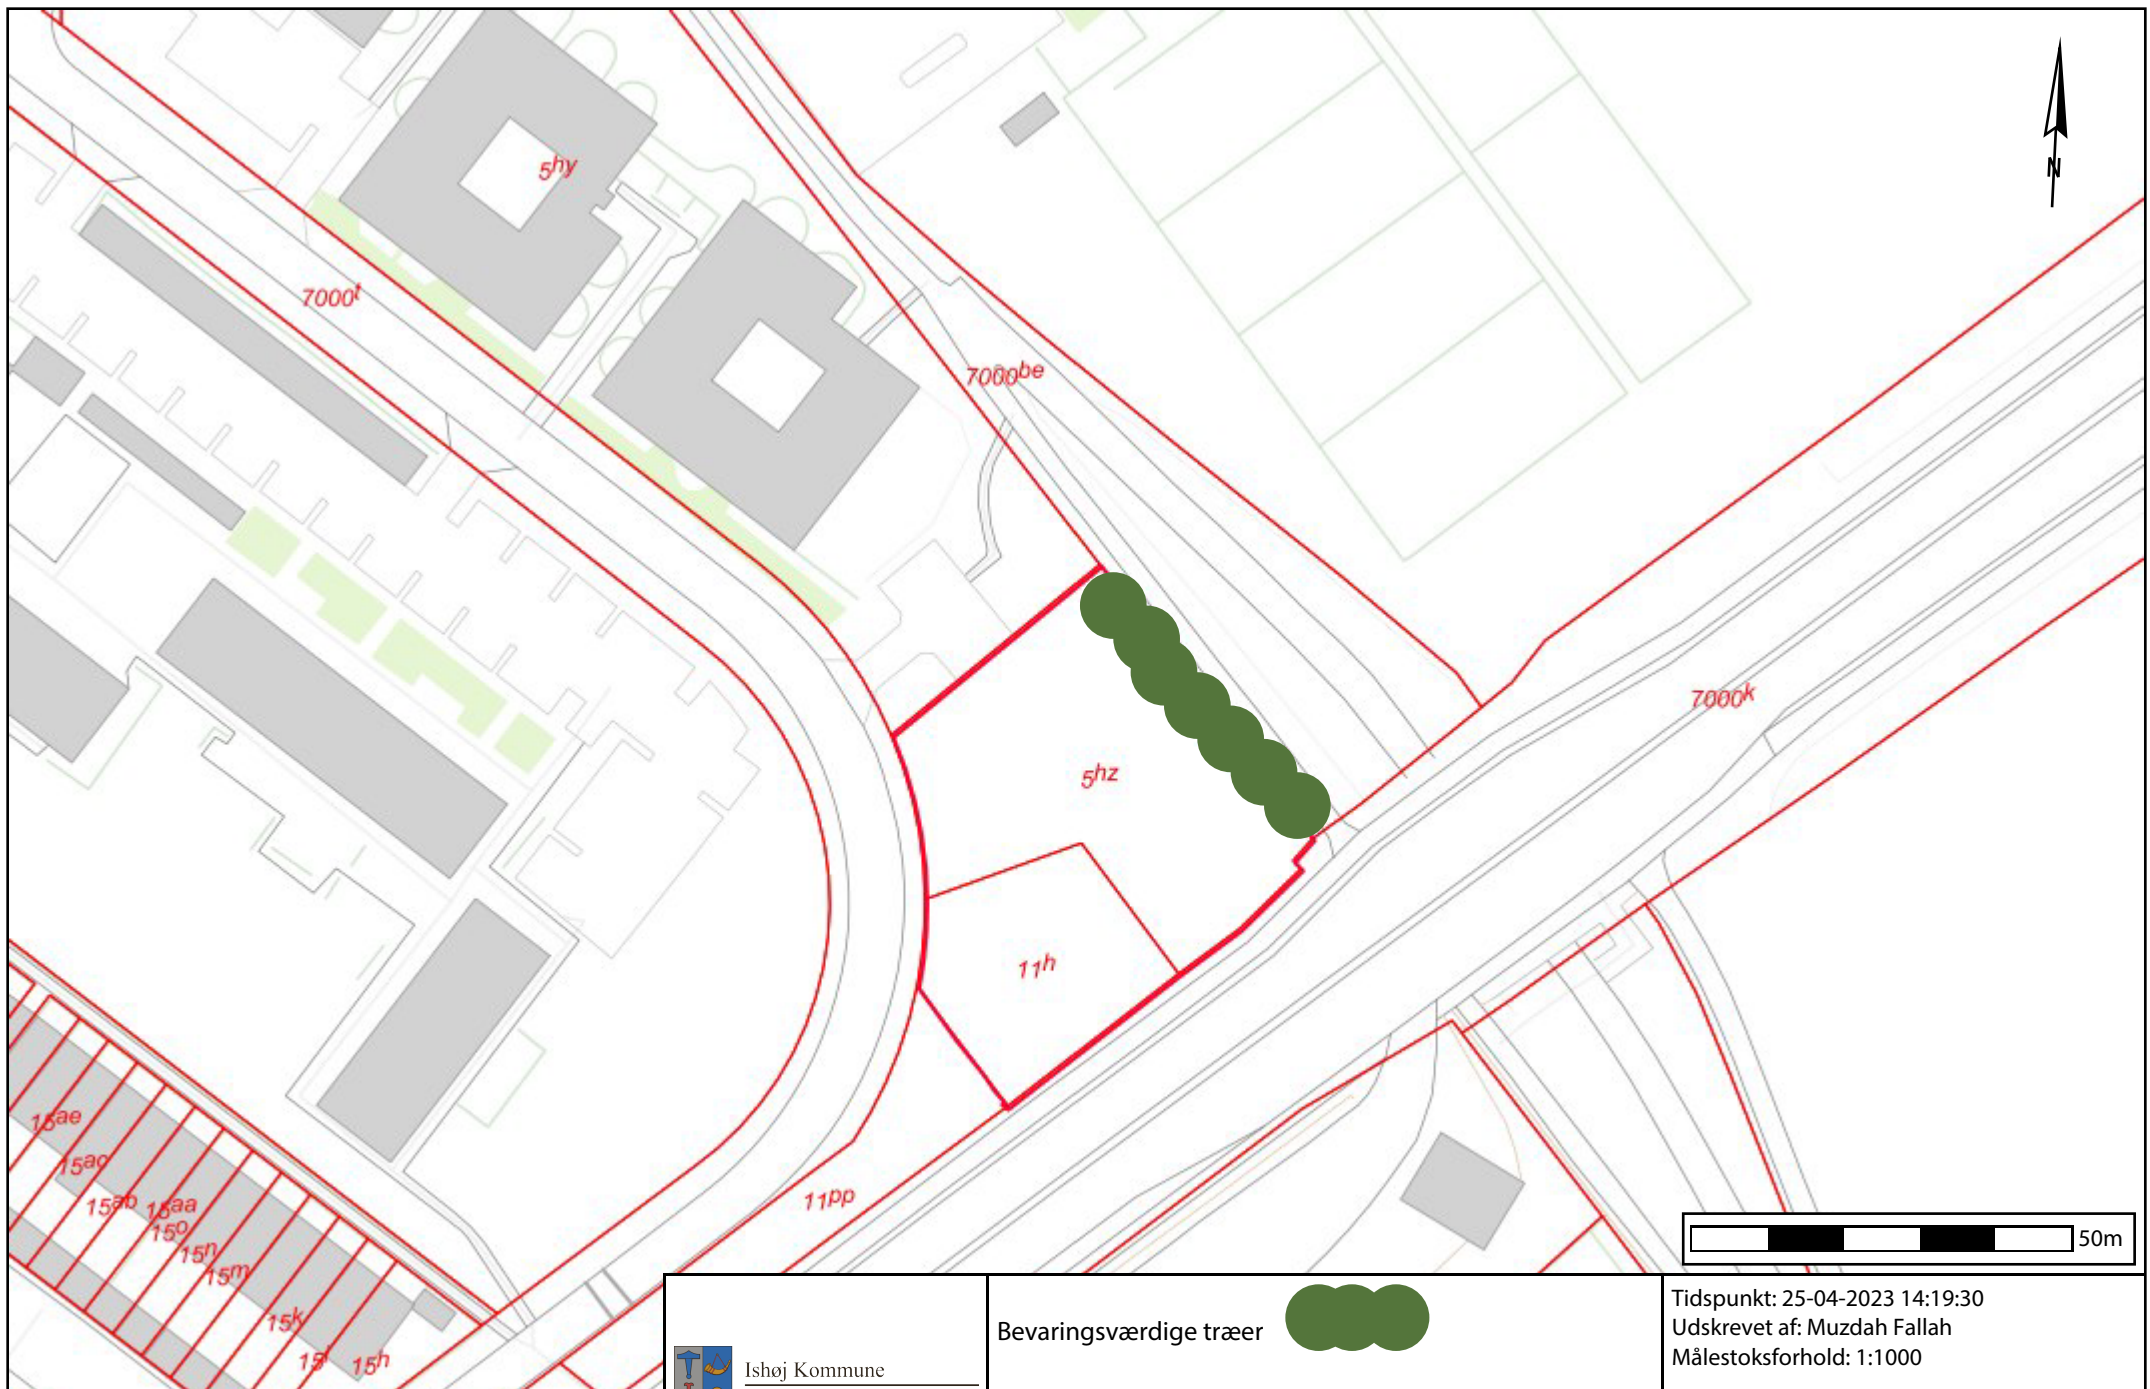 N
5hy
7000t
7000be
7000k
5hz
11h
11pp
15ae
15ac
15ab
15aa
15o
15n
15m
15k
15i
15h
50m
Bevaringsværdige træer
Ishøj Kommune
Tidspunkt: 25-04-2023 14:19:30
Udskrevet af: Muzdah Fallah
Målestoksforhold: 1:1000